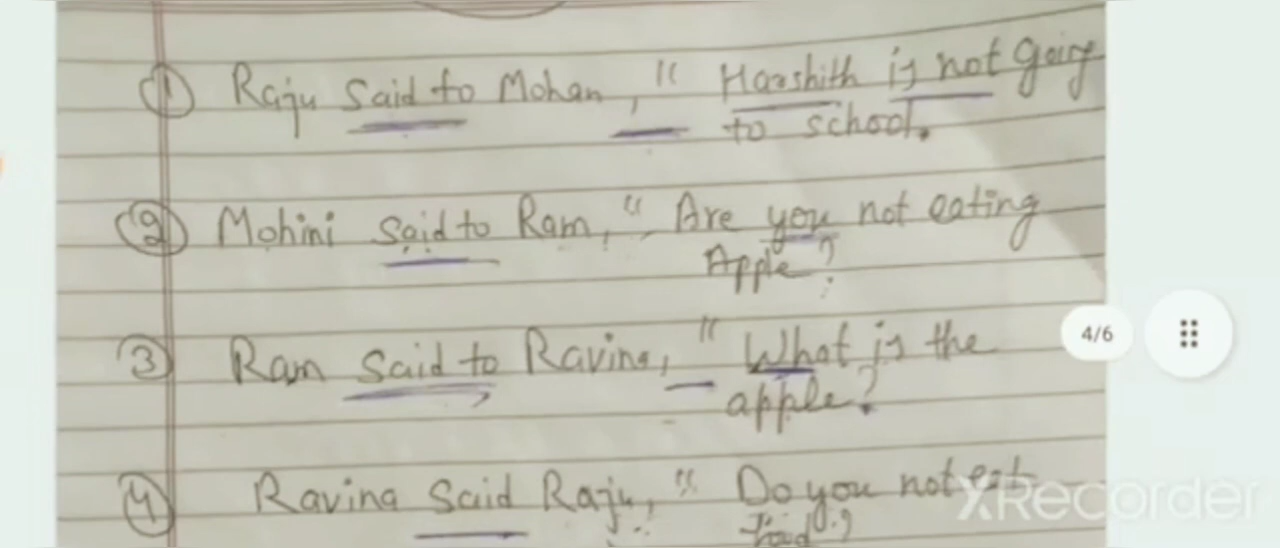 ① Raju Said to Mohan, " Harshith is not Going
to school.
② Mohini said to Ram, " Are you not eating
Apple?
4/6
③ Ram Said to Ravina, " What is the
apple?
④ Ravina Said Raju, " Do you not eat
XRecorder